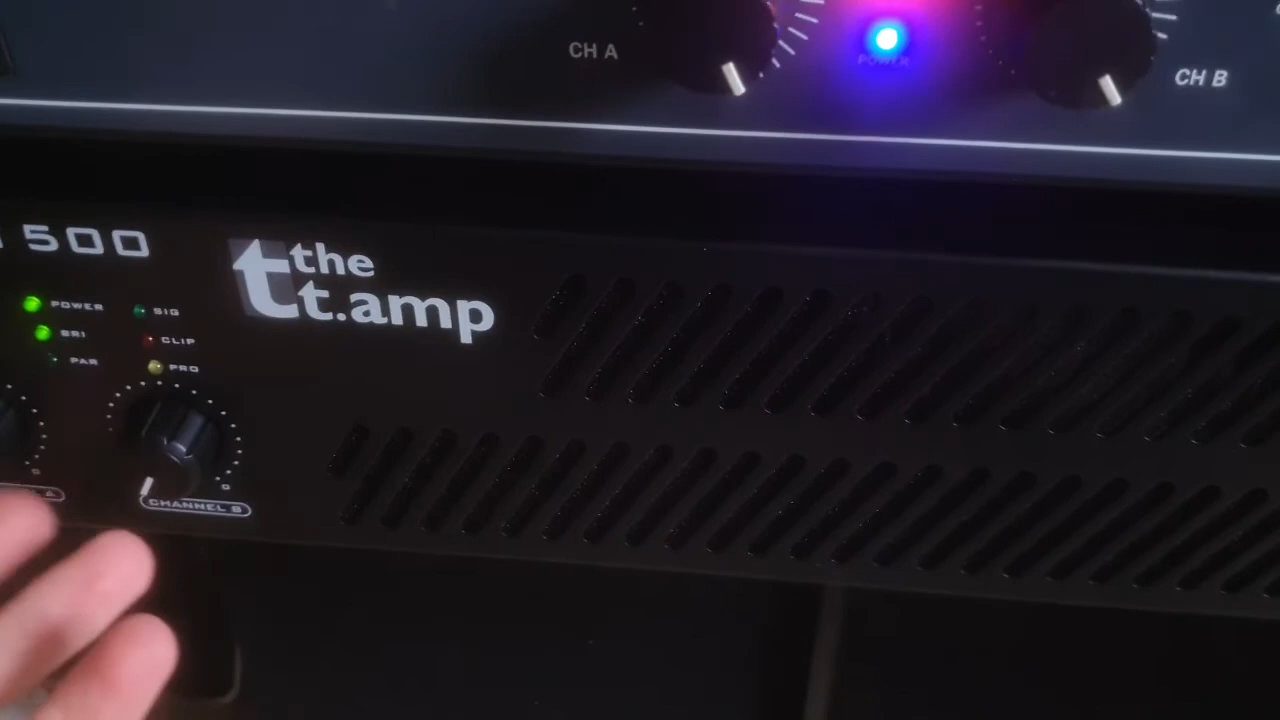 CH A
POWER
CH B
500
the
t.amp
POWER
SIG
BRI
CLIP
PAR
PRO
CHANNEL B